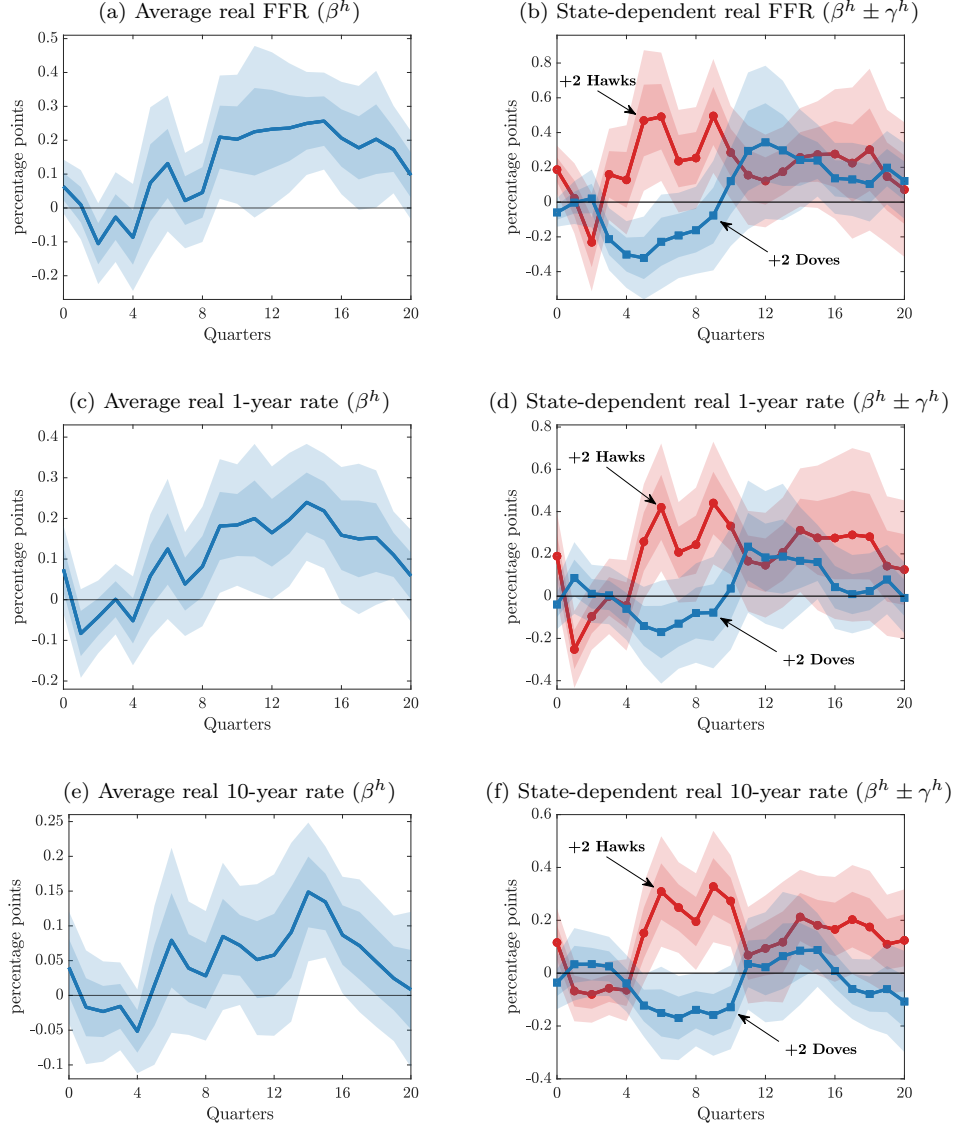 (a) Average real FFR (β^h)
percentage points
0.5
0.4
0.3
0.2
0.1
0
-0.1
-0.2
0 4 8 12 16 20
Quarters
(b) State-dependent real FFR (β^h ± γ^h)
percentage points
0.8
0.6
0.4
0.2
0
-0.2
-0.4
+2 Hawks
+2 Doves
0 4 8 12 16 20
Quarters
(c) Average real 1-year rate (β^h)
percentage points
0.4
0.3
0.2
0.1
0
-0.1
-0.2
0 4 8 12 16 20
Quarters
(d) State-dependent real 1-year rate (β^h ± γ^h)
percentage points
0.8
0.6
0.4
0.2
0
-0.2
-0.4
+2 Hawks
+2 Doves
0 4 8 12 16 20
Quarters
(e) Average real 10-year rate (β^h)
percentage points
0.25
0.2
0.15
0.1
0.05
0
-0.05
-0.1
0 4 8 12 16 20
Quarters
(f) State-dependent real 10-year rate (β^h ± γ^h)
percentage points
0.6
0.4
0.2
0
-0.2
-0.4
+2 Hawks
+2 Doves
0 4 8 12 16 20
Quarters